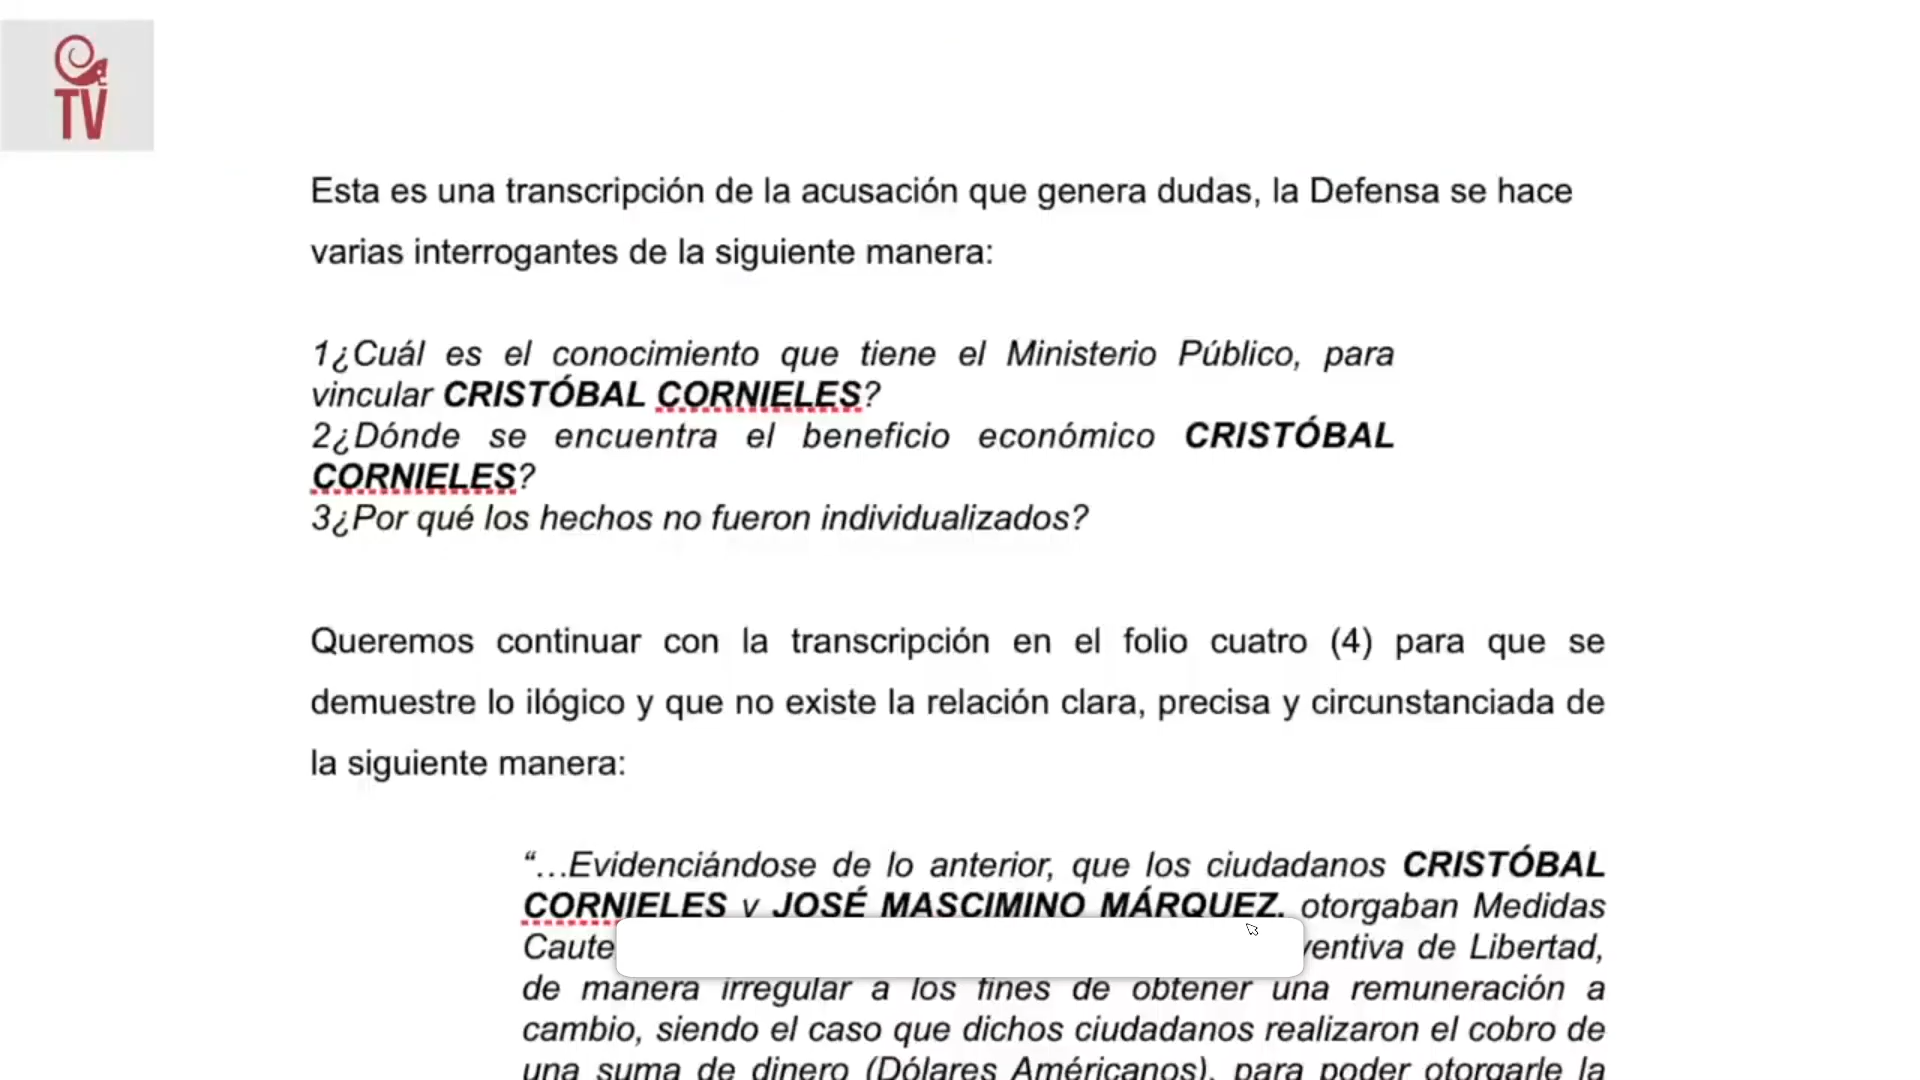 TV
Esta es una transcripción de la acusación que genera dudas, la Defensa se hace
varias interrogantes de la siguiente manera:
1¿Cuál es el conocimiento que tiene el Ministerio Público, para
vincular CRISTÓBAL CORNIELES?
2¿Dónde se encuentra el beneficio económico CRISTÓBAL
CORNIELES?
3¿Por qué los hechos no fueron individualizados?
Queremos continuar con la transcripción en el folio cuatro (4) para que se
demuestre lo ilógico y que no existe la relación clara, precisa y circunstanciada de
la siguiente manera:
“…Evidenciándose de lo anterior, que los ciudadanos CRISTÓBAL
CORNIELES y JOSÉ MASCIMINO MÁRQUEZ, otorgaban Medidas
Caute ventiva de Libertad,
de manera irregular a los fines de obtener una remuneración a
cambio, siendo el caso que dichos ciudadanos realizaron el cobro de
una suma de dinero (Dólares Américanos), para poder otorgarle la